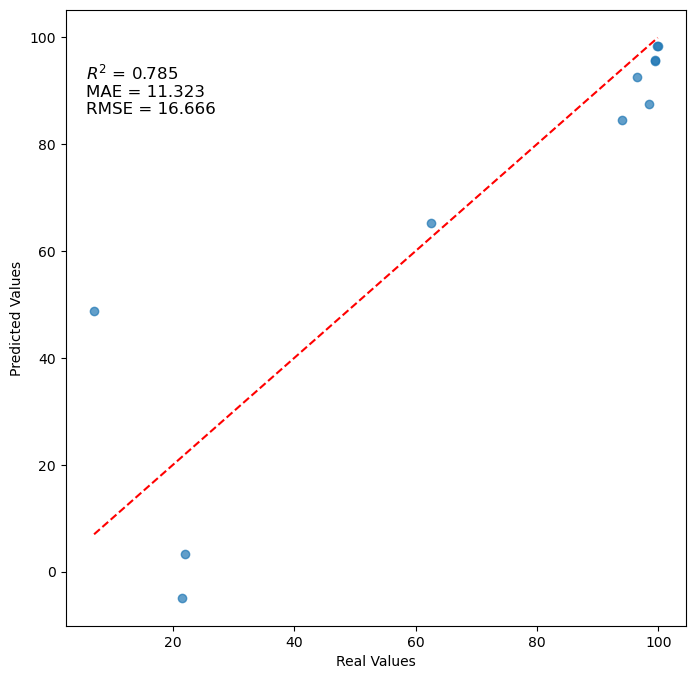 100
R² = 0.785
MAE = 11.323
RMSE = 16.666
80
60
Predicted Values
40
20
0
20 40 60 80 100
Real Values